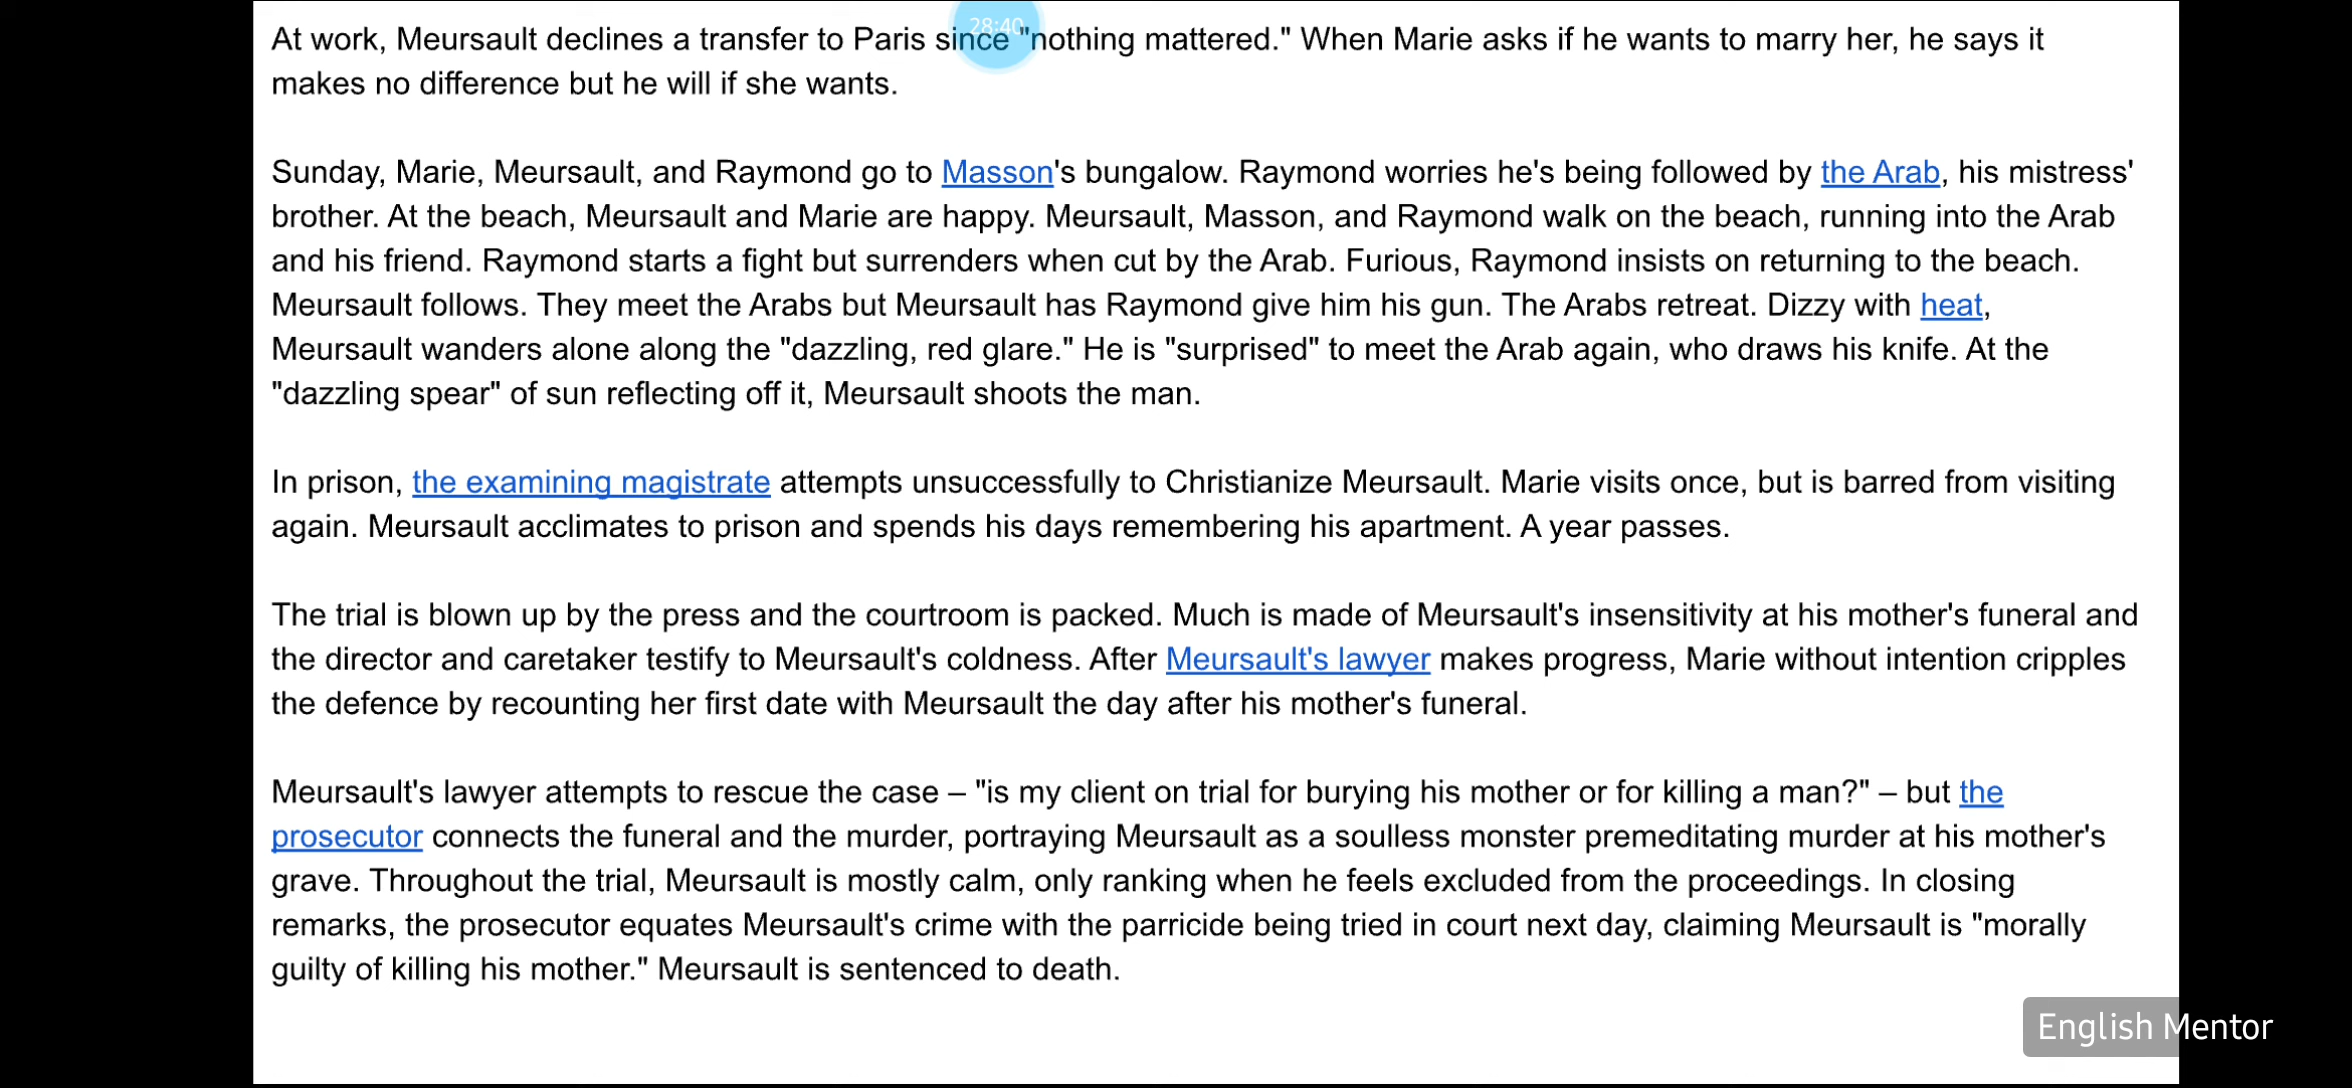 28:40
At work, Meursault declines a transfer to Paris since "nothing mattered." When Marie asks if he wants to marry her, he says it
makes no difference but he will if she wants.
Sunday, Marie, Meursault, and Raymond go to Masson's bungalow. Raymond worries he's being followed by the Arab, his mistress'
brother. At the beach, Meursault and Marie are happy. Meursault, Masson, and Raymond walk on the beach, running into the Arab
and his friend. Raymond starts a fight but surrenders when cut by the Arab. Furious, Raymond insists on returning to the beach.
Meursault follows. They meet the Arabs but Meursault has Raymond give him his gun. The Arabs retreat. Dizzy with heat,
Meursault wanders alone along the "dazzling, red glare." He is "surprised" to meet the Arab again, who draws his knife. At the
"dazzling spear" of sun reflecting off it, Meursault shoots the man.
In prison, the examining magistrate attempts unsuccessfully to Christianize Meursault. Marie visits once, but is barred from visiting
again. Meursault acclimates to prison and spends his days remembering his apartment. A year passes.
The trial is blown up by the press and the courtroom is packed. Much is made of Meursault's insensitivity at his mother's funeral and
the director and caretaker testify to Meursault's coldness. After Meursault's lawyer makes progress, Marie without intention cripples
the defence by recounting her first date with Meursault the day after his mother's funeral.
Meursault's lawyer attempts to rescue the case – "is my client on trial for burying his mother or for killing a man?" – but the
prosecutor connects the funeral and the murder, portraying Meursault as a soulless monster premeditating murder at his mother's
grave. Throughout the trial, Meursault is mostly calm, only ranking when he feels excluded from the proceedings. In closing
remarks, the prosecutor equates Meursault's crime with the parricide being tried in court next day, claiming Meursault is "morally
guilty of killing his mother." Meursault is sentenced to death.
English Mentor